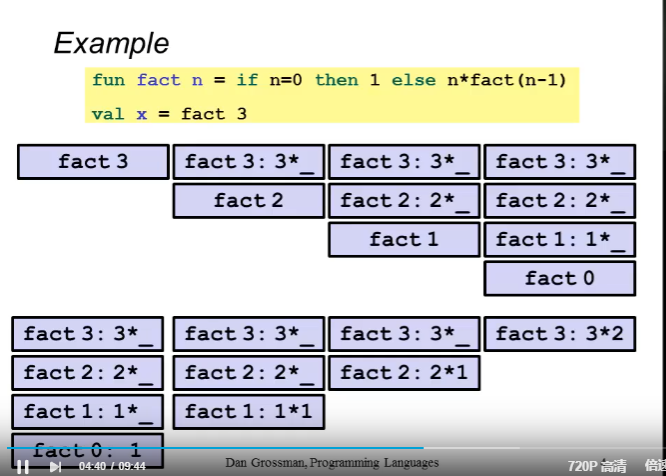 Example
fun fact n = if n=0 then 1 else n*fact(n-1)
val x = fact 3
fact 3 fact 3: 3*_ fact 3: 3*_ fact 3: 3*_
fact 2 fact 2: 2*_ fact 2: 2*_
fact 1 fact 1: 1*_
fact 0
fact 3: 3*_ fact 3: 3*_ fact 3: 3*_ fact 3: 3*2
fact 2: 2*_ fact 2: 2*_ fact 2: 2*1
fact 1: 1*_ fact 1: 1*1
fact 0: 1
04:40 / 09:44 Dan Grossman, Programming Languages 720P 高清 倍速